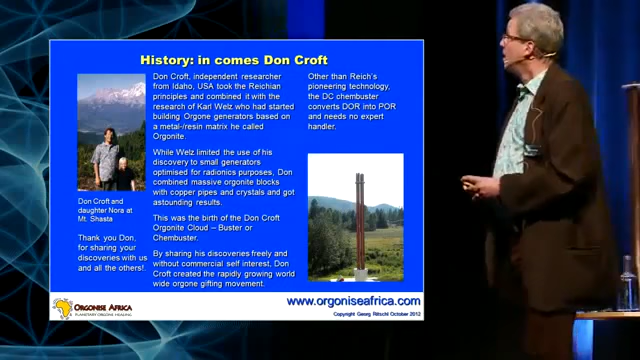 History: in comes Don Croft
Don Croft, independent researcher
from Idaho, USA took the Reichian
principles and combined it with the
research of Karl Welz who had started
building Orgone generators based on
a metal-/resin matrix he called
Orgonite.
While Welz limited the use of his
discovery to small generators
optimised for radionics purposes, Don
combined massive orgonite blocks
with copper pipes and crystals and got
astounding results.
This was the birth of the Don Croft
Orgonite Cloud – Buster or
Chembuster.
By sharing his discoveries freely and
without commercial self interest, Don
Croft created the rapidly growing world
wide orgone gifting movement.
Other than Reich's
pioneering technology,
the DC chembuster
converts DOR into POR
and needs no expert
handler.
Don Croft and
daughter Nora at
Mt. Shasta
Thank you Don,
for sharing your
discoveries with us
and all the others!.
ORGONISE AFRICA
PLANETARY ORGONE HEALING
www.orgoniseafrica.com
Copyright Georg Ritschl October 2012